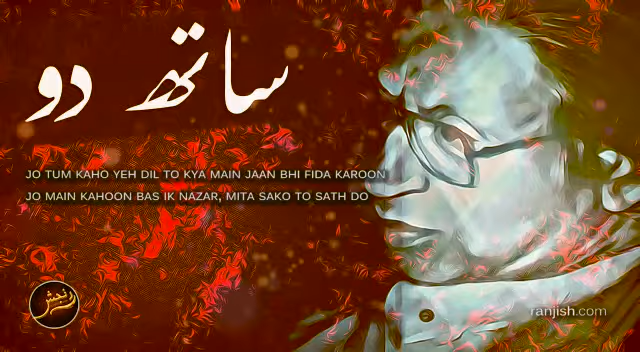 ساتھ دو
JO TUM KAHO YEH DIL TO KYA MAIN JAAN BHI FIDA KAROON
JO MAIN KAHOON BAS IK NAZAR, MITA SAKO TO SATH DO
رنجش
ranjish.com